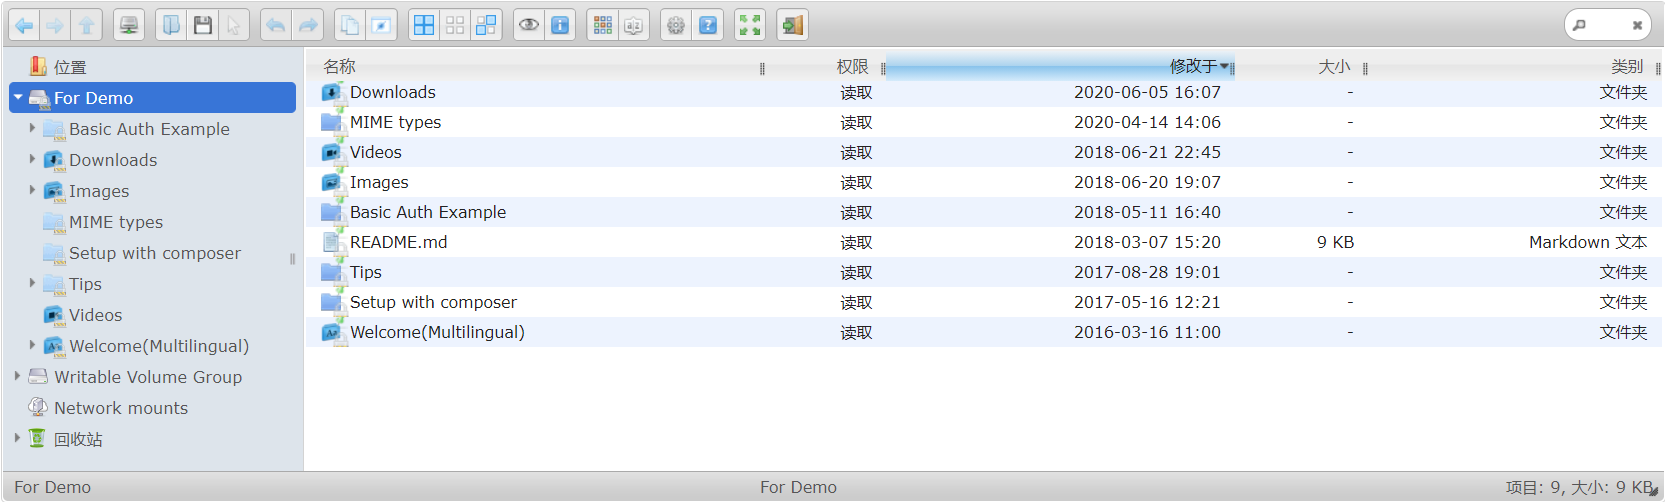 位置
For Demo
Basic Auth Example
Downloads
Images
MIME types
Setup with composer
Tips
Videos
Welcome(Multilingual)
Writable Volume Group
Network mounts
回收站
名称 权限 修改于 大小 类别
Downloads 读取 2020-06-05 16:07 - 文件夹
MIME types 读取 2020-04-14 14:06 - 文件夹
Videos 读取 2018-06-21 22:45 - 文件夹
Images 读取 2018-06-20 19:07 - 文件夹
Basic Auth Example 读取 2018-05-11 16:40 - 文件夹
README.md 读取 2018-03-07 15:20 9 KB Markdown 文本
Tips 读取 2017-08-28 19:01 - 文件夹
Setup with composer 读取 2017-05-16 12:21 - 文件夹
Welcome(Multilingual) 读取 2016-03-16 11:00 - 文件夹
For Demo For Demo 项目: 9, 大小: 9 KB